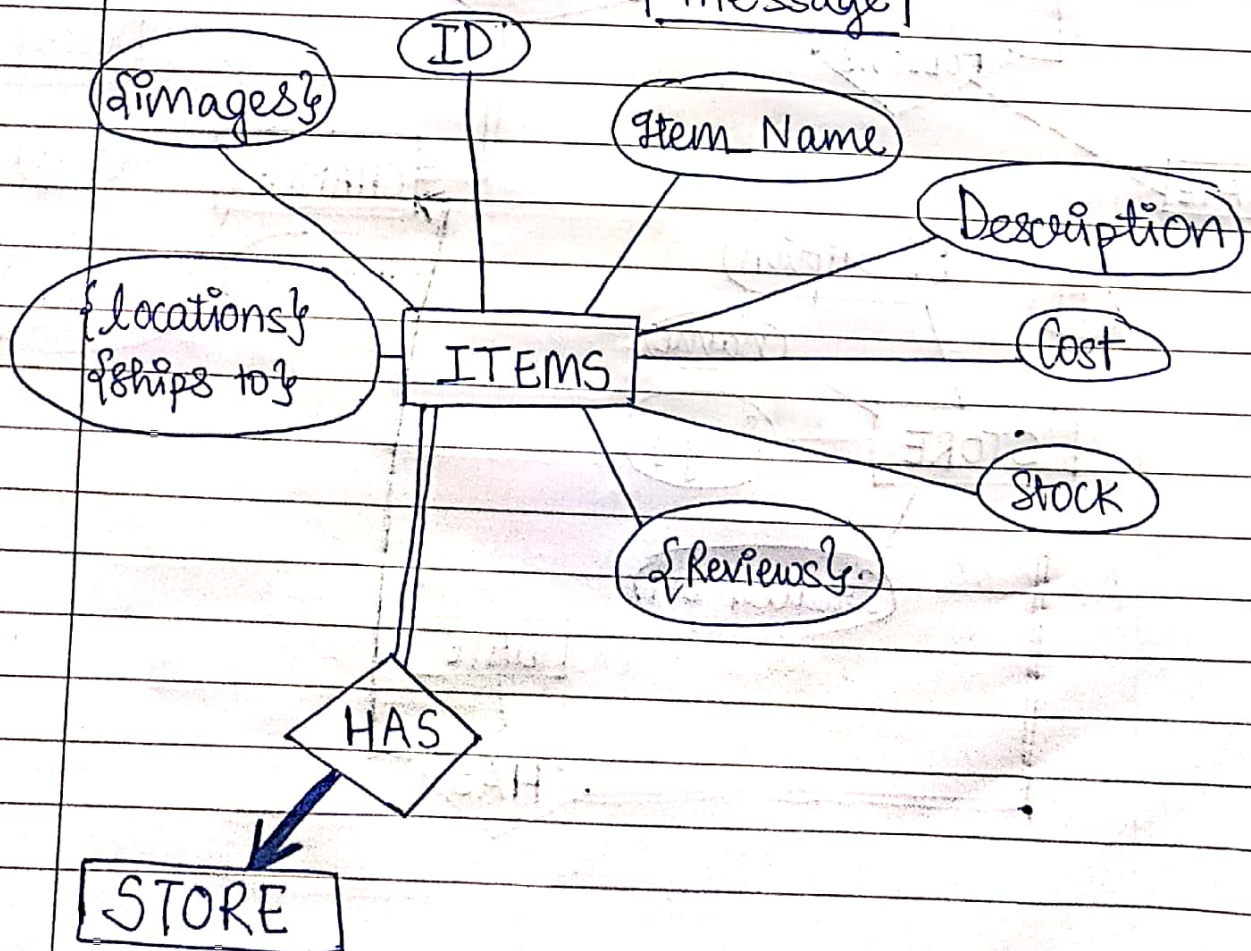 message
ID
{images}
Item_Name
Description
{locations}
{ships to}
ITEMS
Cost
Stock
{Reviews}
HAS
STORE